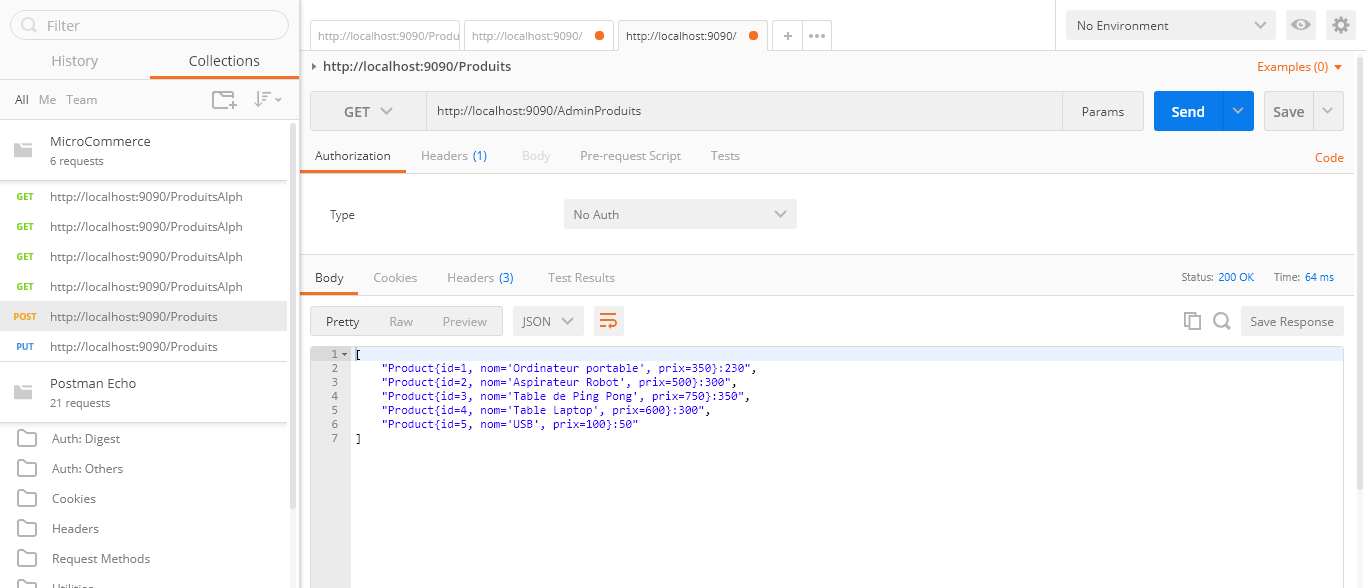 Filter
History
Collections
All Me Team
MicroCommerce
6 requests
GET http://localhost:9090/ProduitsAlph
GET http://localhost:9090/ProduitsAlph
GET http://localhost:9090/ProduitsAlph
GET http://localhost:9090/ProduitsAlph
POST http://localhost:9090/Produits
PUT http://localhost:9090/Produits
Postman Echo
21 requests
Auth: Digest
Auth: Others
Cookies
Headers
Request Methods
http://localhost:9090/Produ
http://localhost:9090/
http://localhost:9090/
No Environment
http://localhost:9090/Produits
Examples (0)
GET
http://localhost:9090/AdminProduits
Params
Send
Save
Authorization
Headers (1)
Body
Pre-request Script
Tests
Code
Type
No Auth
Body
Cookies
Headers (3)
Test Results
Status: 200 OK
Time: 64 ms
Pretty
Raw
Preview
JSON
Save Response
1 [
2 "Product{id=1, nom='Ordinateur portable', prix=350}:230",
3 "Product{id=2, nom='Aspirateur Robot', prix=500}:300",
4 "Product{id=3, nom='Table de Ping Pong', prix=750}:350",
5 "Product{id=4, nom='Table Laptop', prix=600}:300",
6 "Product{id=5, nom='USB', prix=100}:50"
7 ]